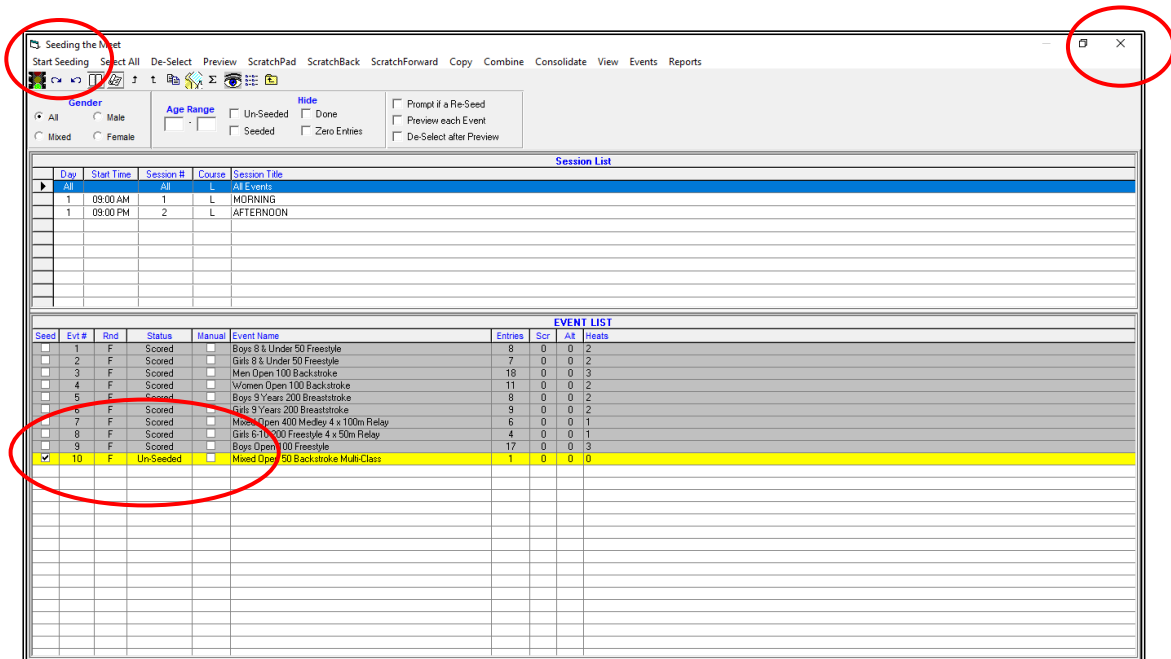 Seeding the Meet
Start Seeding Select All De-Select Preview ScratchPad ScratchBack ScratchForward Copy Combine Consolidate View Events Reports
Gender
All Male
Mixed Female
Age Range
-
Hide
Un-Seeded Done
Seeded Zero Entries
Prompt if a Re-Seed
Preview each Event
De-Select after Preview
Session List
Day Start Time Session # Course Session Title
All All L All Events
1 09:00 AM 1 L MORNING
1 09:00 PM 2 L AFTERNOON
EVENT LIST
Seed Evt # Rnd Status Manual Event Name Entries Scr Alt Heats
1 F Scored Boys 8 & Under 50 Freestyle 8 0 0 2
2 F Scored Girls 8 & Under 50 Freestyle 7 0 0 2
3 F Scored Men Open 100 Backstroke 18 0 0 3
4 F Scored Women Open 100 Backstroke 11 0 0 2
5 F Scored Boys 9 Years 200 Breaststroke 8 0 0 2
6 F Scored Girls 9 Years 200 Breaststroke 9 0 0 2
7 F Scored Mixed Open 400 Medley 4 x 100m Relay 6 0 0 1
8 F Scored Girls 6-10 200 Freestyle 4 x 50m Relay 4 0 0 1
9 F Scored Boys Open 100 Freestyle 17 0 0 3
10 F Un-Seeded Mixed Open 50 Backstroke Multi-Class 1 0 0 0